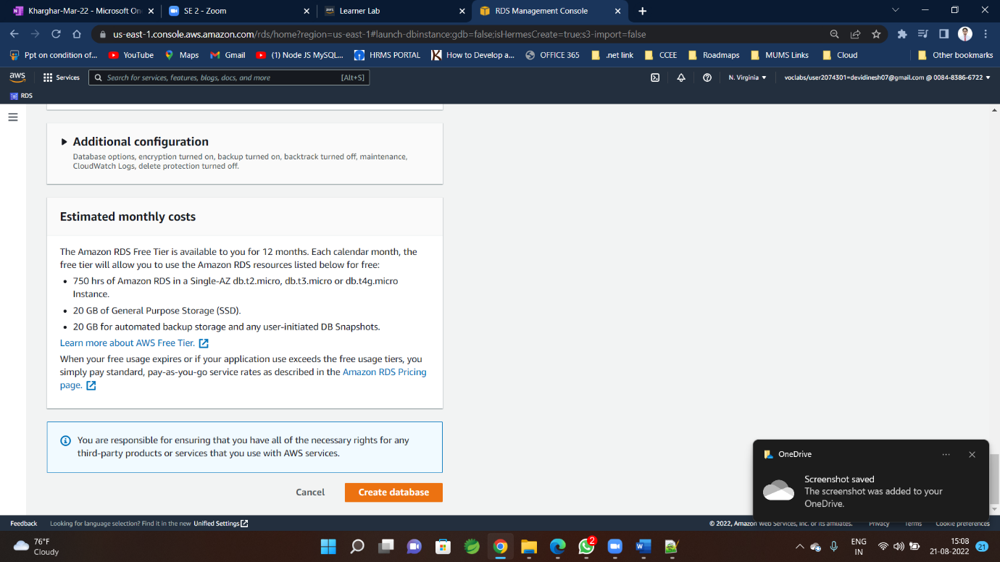 Kharghar-Mar-22 - Microsoft On
SE 2 - Zoom
Learner Lab
RDS Management Console
us-east-1.console.aws.amazon.com/rds/home?region=us-east-1#launch-dbinstance:gdb=false;isHermesCreate=true;s3-import=false
Ppt on condition of...
YouTube
Maps
Gmail
(1) Node JS MySQL...
HRMS PORTAL
How to Develop a...
OFFICE 365
.net link
CCEE
Roadmaps
MUMS Links
Cloud
Other bookmarks
aws
Services
Search for services, features, blogs, docs, and more
[Alt+S]
N. Virginia
voclabs/user2074301=devidinesh07@gmail.com @ 0084-8386-6722
RDS
Additional configuration
Database options, encryption turned on, backup turned on, backtrack turned off, maintenance,
CloudWatch Logs, delete protection turned off.
Estimated monthly costs
The Amazon RDS Free Tier is available to you for 12 months. Each calendar month, the
free tier will allow you to use the Amazon RDS resources listed below for free:
• 750 hrs of Amazon RDS in a Single-AZ db.t2.micro, db.t3.micro or db.t4g.micro
Instance.
• 20 GB of General Purpose Storage (SSD).
• 20 GB for automated backup storage and any user-initiated DB Snapshots.
Learn more about AWS Free Tier.
When your free usage expires or if your application use exceeds the free usage tiers, you
simply pay standard, pay-as-you-go service rates as described in the Amazon RDS Pricing
page.
You are responsible for ensuring that you have all of the necessary rights for any
third-party products or services that you use with AWS services.
Cancel
Create database
OneDrive
Screenshot saved
The screenshot was added to your
OneDrive.
Feedback
Looking for language selection? Find it in the new Unified Settings
© 2022, Amazon Web Services, Inc. or its affiliates.
Privacy
Terms
Cookie preferences
76°F
Cloudy
2
ENG
IN
15:08
21-08-2022
21